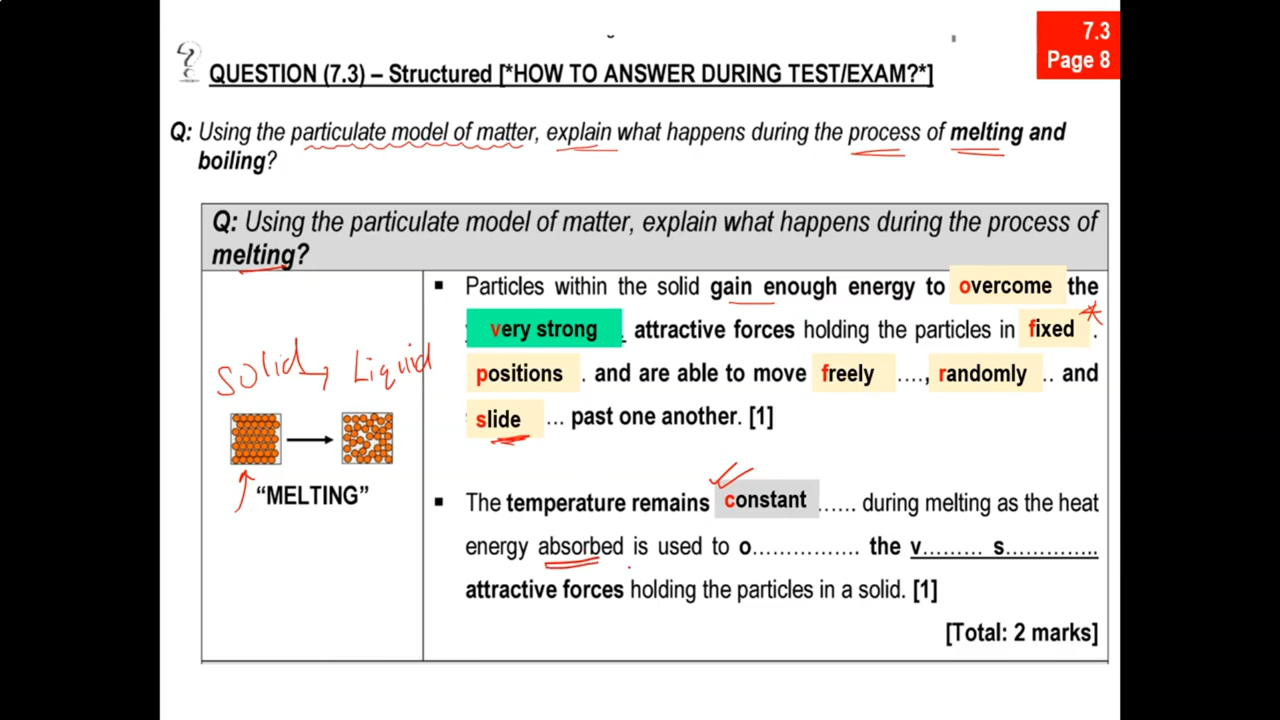 7.3
Page 8
QUESTION (7.3) – Structured [*HOW TO ANSWER DURING TEST/EXAM?*]
Q: Using the particulate model of matter, explain what happens during the process of melting and
boiling?
Q: Using the particulate model of matter, explain what happens during the process of
melting?
Solid → Liquid
"MELTING"
▪ Particles within the solid gain enough energy to overcome the
very strong . attractive forces holding the particles in fixed .
positions . and are able to move freely ...., randomly .. and
slide ... past one another. [1]
▪ The temperature remains constant ...... during melting as the heat
energy absorbed is used to o................ the v......... s..............
attractive forces holding the particles in a solid. [1]
[Total: 2 marks]